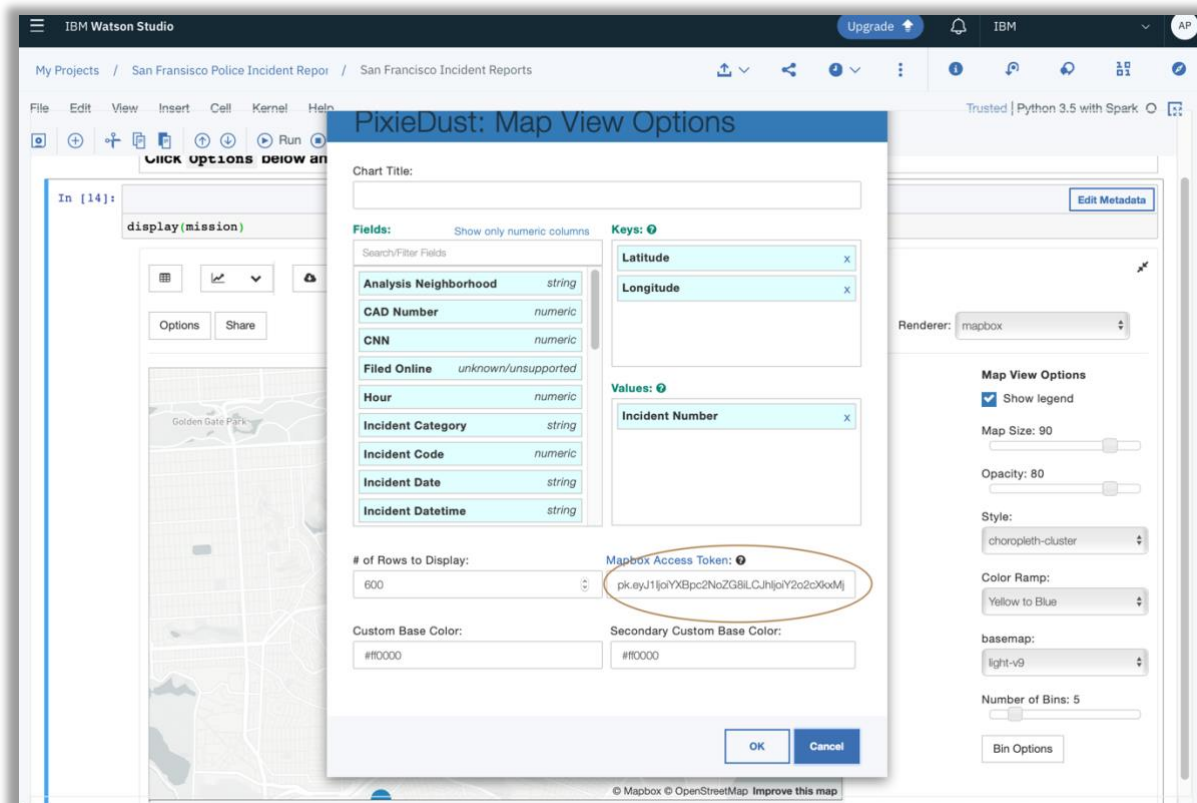 IBM Watson Studio
Upgrade
IBM
AP
My Projects / San Fransisco Police Incident Repor / San Francisco Incident Reports
File Edit View Insert Cell Kernel Help
Trusted | Python 3.5 with Spark
Run
Click Options below an
PixieDust: Map View Options
In [14]:
Edit Metadata
display(mission)
Options
Share
Renderer: mapbox
Golden Gate Park
Chart Title:
Fields:
Show only numeric columns
Search/Filter Fields
Analysis Neighborhood string
CAD Number numeric
CNN numeric
Filed Online unknown/unsupported
Hour numeric
Incident Category string
Incident Code numeric
Incident Date string
Incident Datetime string
Keys:
Latitude x
Longitude x
Values:
Incident Number x
# of Rows to Display:
600
Mapbox Access Token:
Custom Base Color:
#ff0000
Secondary Custom Base Color:
#ff0000
OK
Cancel
Map View Options
Show legend
Map Size: 90
Opacity: 80
Style:
choropleth-cluster
Color Ramp:
Yellow to Blue
basemap:
light-v9
Number of Bins: 5
Bin Options
© Mapbox © OpenStreetMap Improve this map